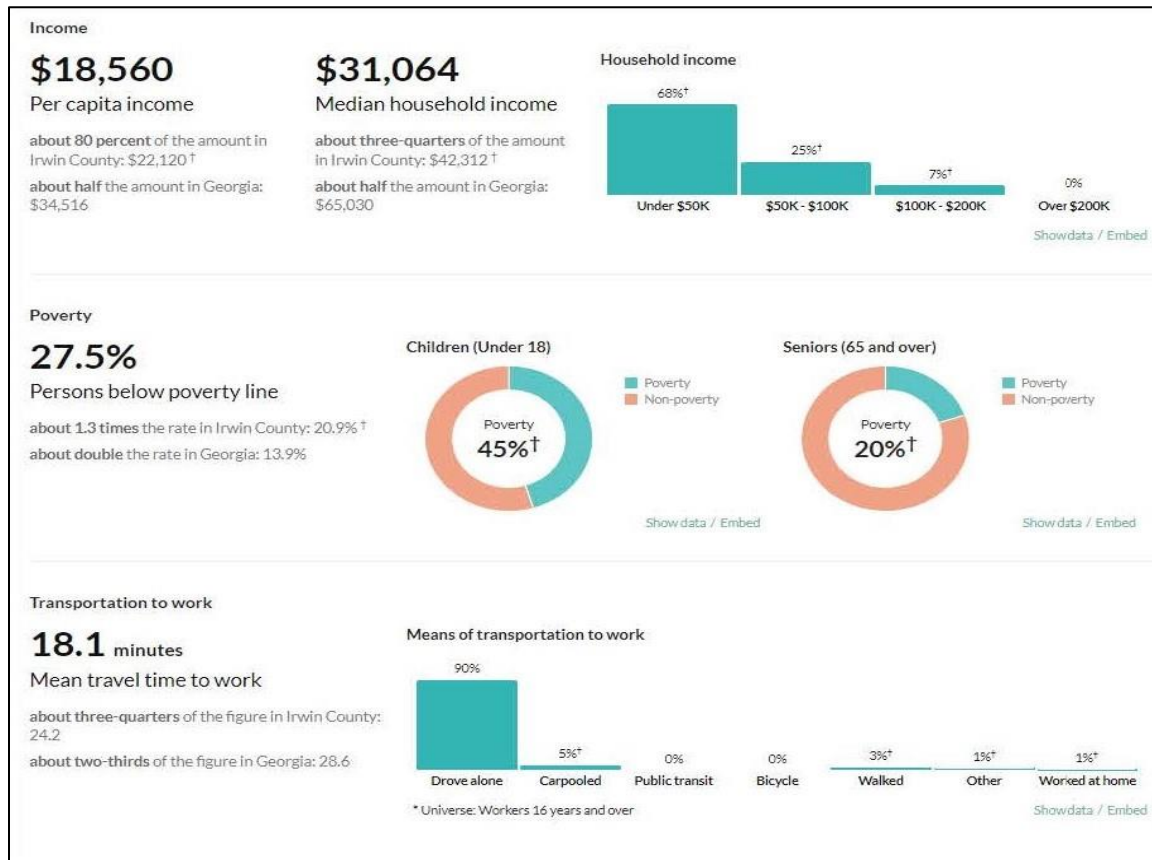 Income
$18,560
Per capita income
about 80 percent of the amount in
Irwin County: $22,120 †
about half the amount in Georgia:
$34,516
$31,064
Median household income
about three-quarters of the amount
in Irwin County: $42,312 †
about half the amount in Georgia:
$65,030
Household income
68%†
25%†
7%†
0%
Under $50K
$50K - $100K
$100K - $200K
Over $200K
Show data / Embed
Poverty
27.5%
Persons below poverty line
about 1.3 times the rate in Irwin County: 20.9% †
about double the rate in Georgia: 13.9%
Children (Under 18)
Poverty
Non-poverty
Poverty
45%†
Show data / Embed
Seniors (65 and over)
Poverty
Non-poverty
Poverty
20%†
Show data / Embed
Transportation to work
18.1 minutes
Mean travel time to work
about three-quarters of the figure in Irwin County:
24.2
about two-thirds of the figure in Georgia: 28.6
Means of transportation to work
90%
5%†
0%
0%
3%†
1%†
1%†
Drove alone
Carpooled
Public transit
Bicycle
Walked
Other
Worked at home
* Universe: Workers 16 years and over
Show data / Embed